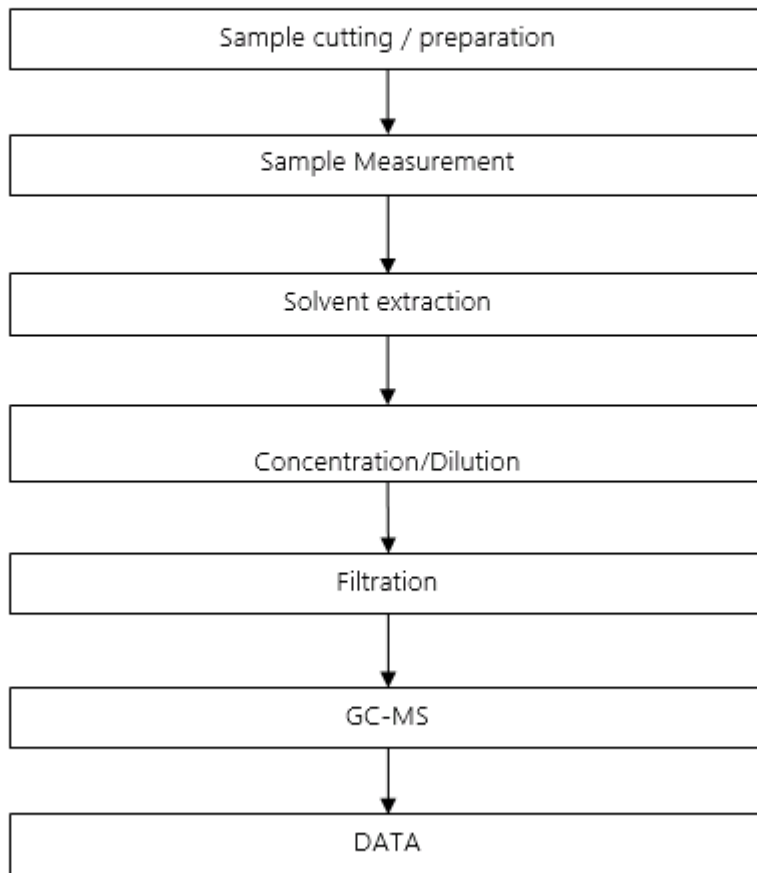 Sample cutting / preparation
Sample Measurement
Solvent extraction
Concentration/Dilution
Filtration
GC-MS
DATA